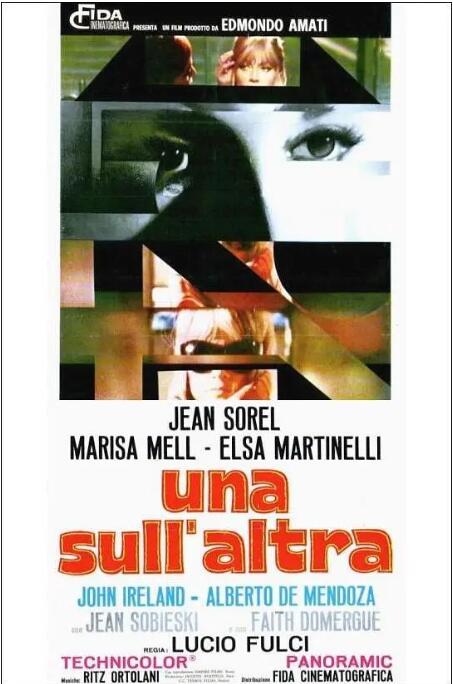 FIDA
CINEMATOGRAFICA
PRESENTA UN FILM PRODOTTO DA EDMONDO AMATI
JEAN SOREL
MARISA MELL - ELSA MARTINELLI
una
sull'altra
JOHN IRELAND - ALBERTO DE MENDOZA
CON JEAN SOBIESKI E CON FAITH DOMERGUE
REGIA: LUCIO FULCI
TECHNICOLOR® PANORAMIC
Musiche: RITZ ORTOLANI Distribuzione FIDA CINEMATOGRAFICA